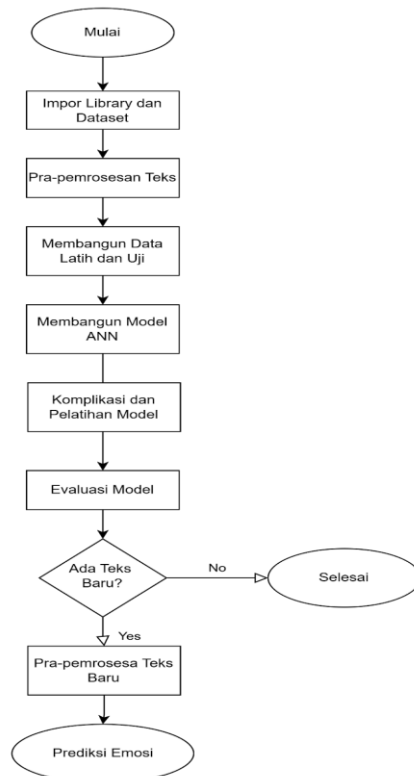 Mulai
Impor Library dan
Dataset
Pra-pemrosesan Teks
Membangun Data
Latih dan Uji
Membangun Model
ANN
Komplikasi dan
Pelatihan Model
Evaluasi Model
Ada Teks
Baru?
No
Selesai
Yes
Pra-pemrosesa Teks
Baru
Prediksi Emosi